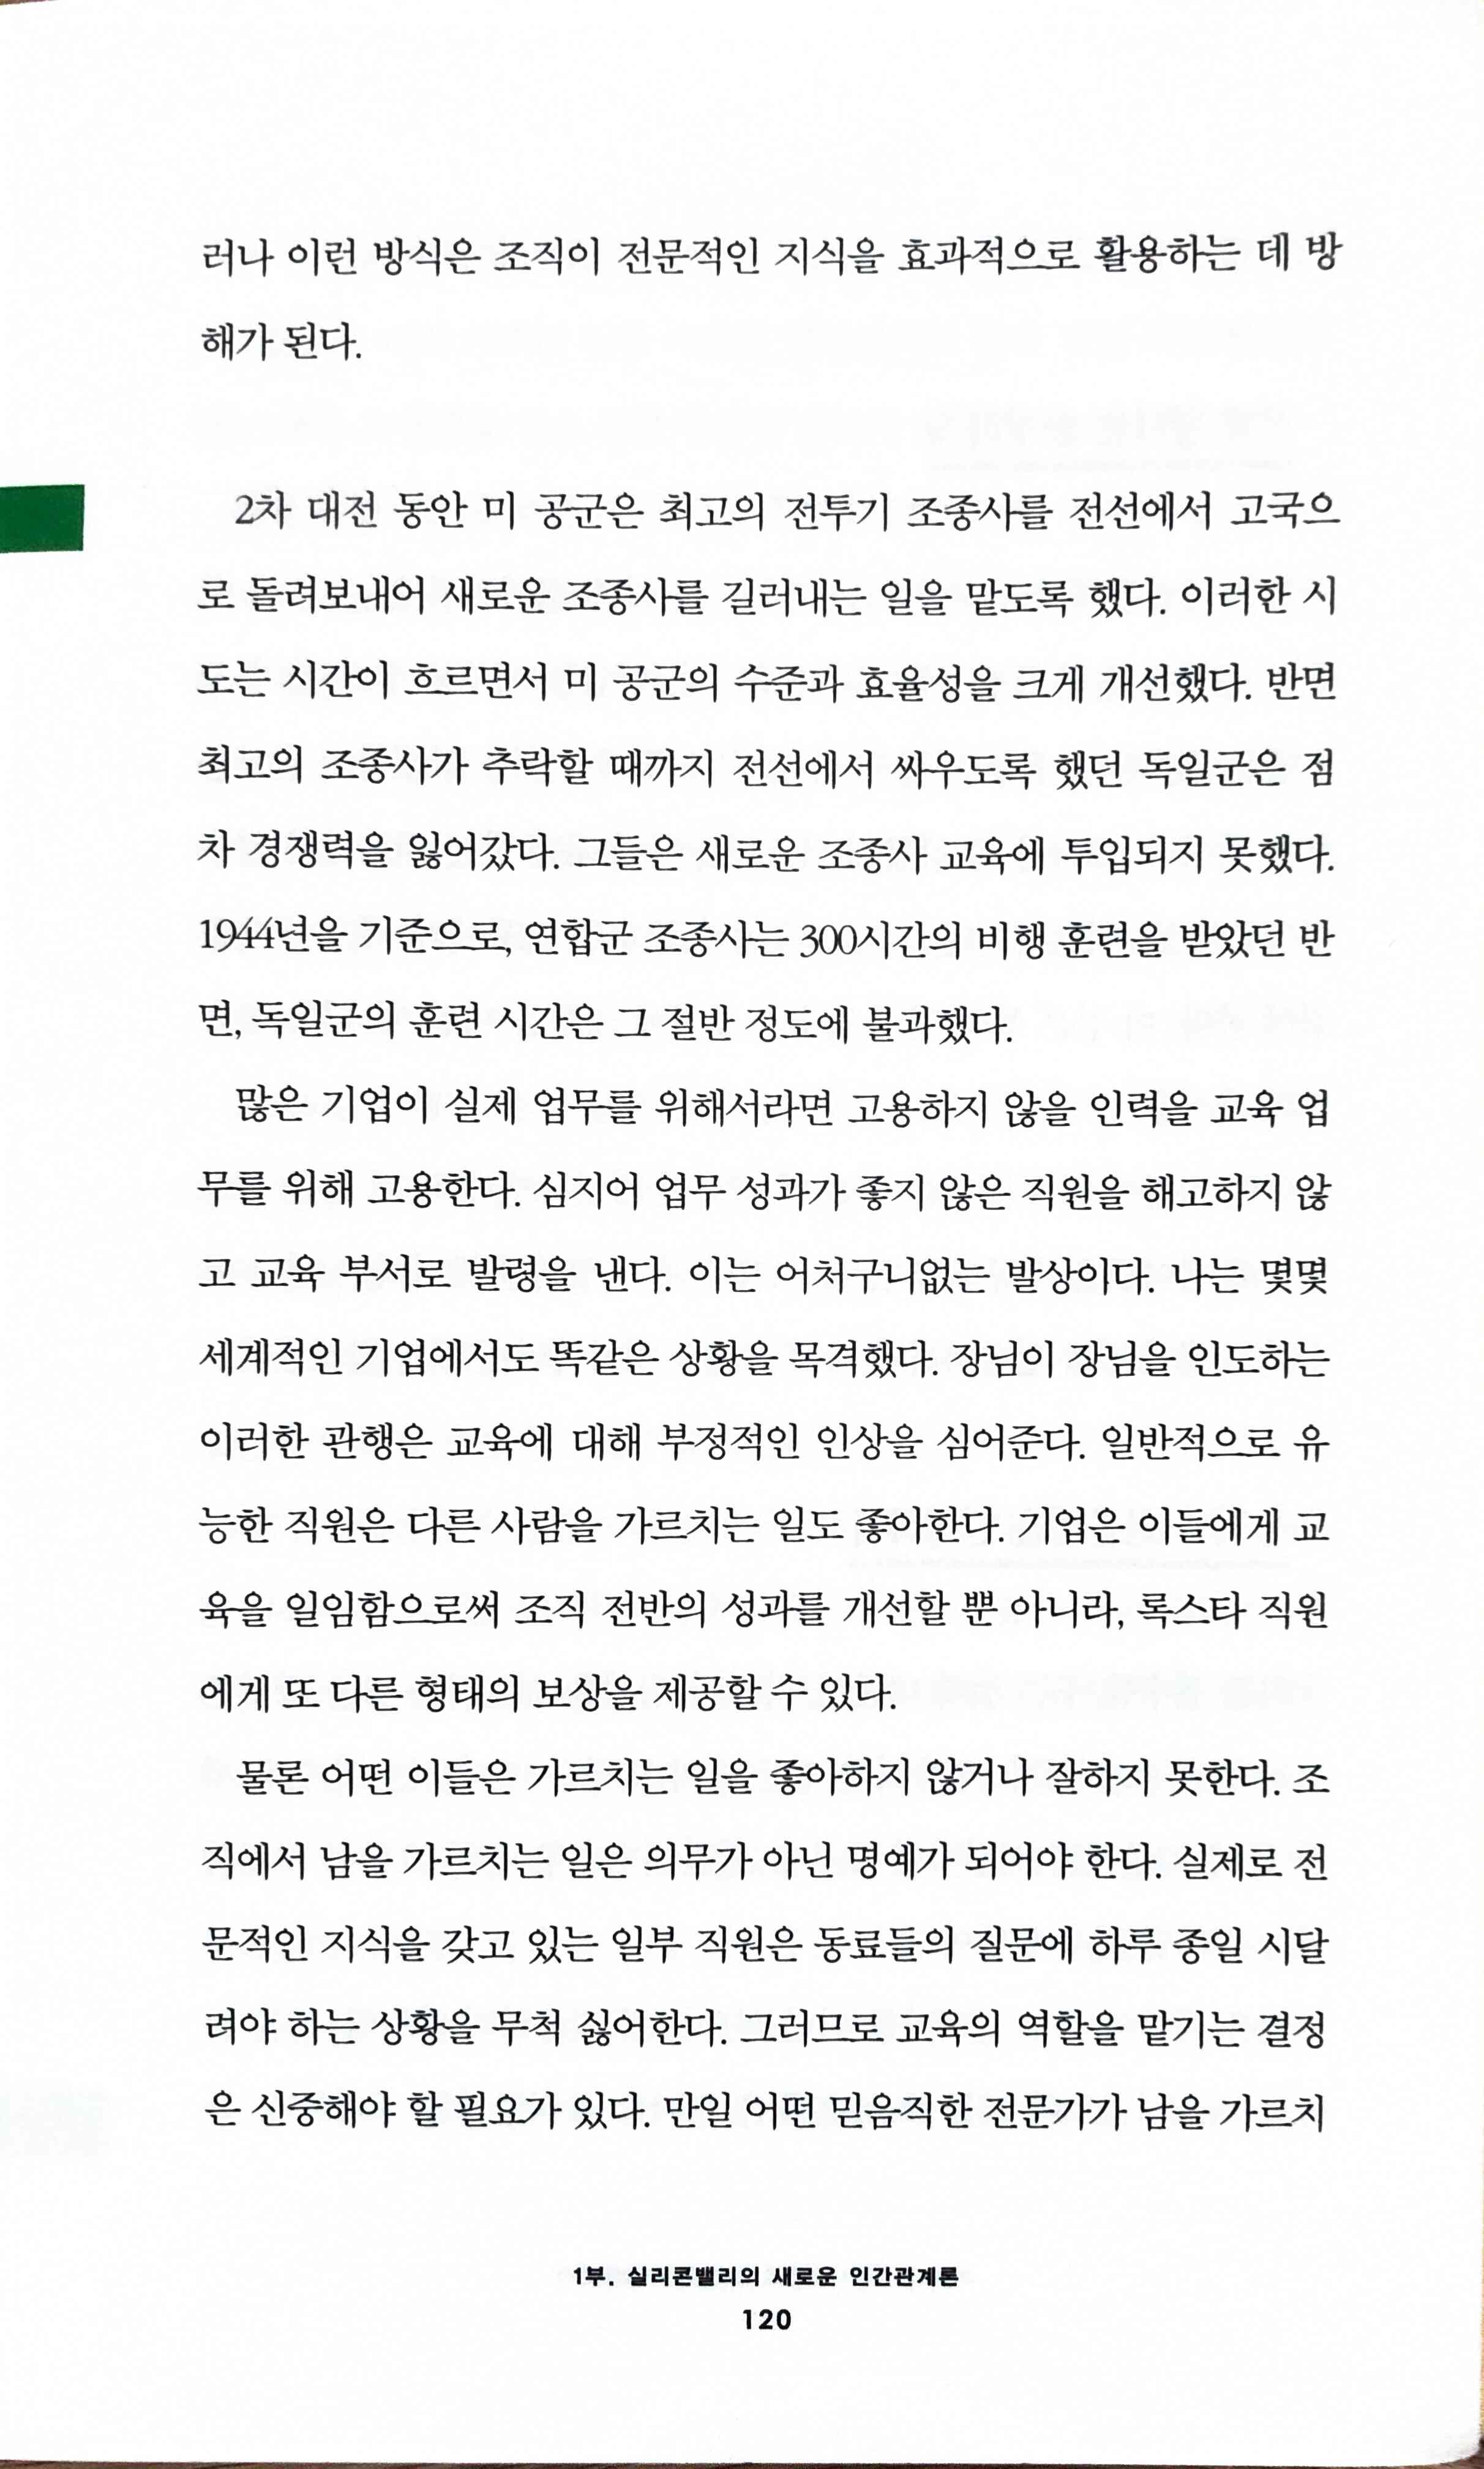 러나 이런 방식은 조직이 전문적인 지식을 효과적으로 활용하는 데 방
해가 된다.
2차 대전 동안 미 공군은 최고의 전투기 조종사를 전선에서 고국으
로 돌려보내어 새로운 조종사를 길러내는 일을 맡도록 했다. 이러한 시
도는 시간이 흐르면서 미 공군의 수준과 효율성을 크게 개선했다. 반면
최고의 조종사가 추락할 때까지 전선에서 싸우도록 했던 독일군은 점
차 경쟁력을 잃어갔다. 그들은 새로운 조종사 교육에 투입되지 못했다.
1944년을 기준으로, 연합군 조종사는 300시간의 비행 훈련을 받았던 반
면, 독일군의 훈련 시간은 그 절반 정도에 불과했다.
많은 기업이 실제 업무를 위해서라면 고용하지 않을 인력을 교육 업
무를 위해 고용한다. 심지어 업무 성과가 좋지 않은 직원을 해고하지 않
고 교육 부서로 발령을 낸다. 이는 어처구니없는 발상이다. 나는 몇몇
세계적인 기업에서도 똑같은 상황을 목격했다. 장님이 장님을 인도하는
이러한 관행은 교육에 대해 부정적인 인상을 심어준다. 일반적으로 유
능한 직원은 다른 사람을 가르치는 일도 좋아한다. 기업은 이들에게 교
육을 일임함으로써 조직 전반의 성과를 개선할 뿐 아니라, 록스타 직원
에게 또 다른 형태의 보상을 제공할 수 있다.
물론 어떤 이들은 가르치는 일을 좋아하지 않거나 잘하지 못한다. 조
직에서 남을 가르치는 일은 의무가 아닌 명예가 되어야 한다. 실제로 전
문적인 지식을 갖고 있는 일부 직원은 동료들의 질문에 하루 종일 시달
려야 하는 상황을 무척 싫어한다. 그러므로 교육의 역할을 맡기는 결정
은 신중해야 할 필요가 있다. 만일 어떤 믿음직한 전문가가 남을 가르치
1부. 실리콘밸리의 새로운 인간관계론
120